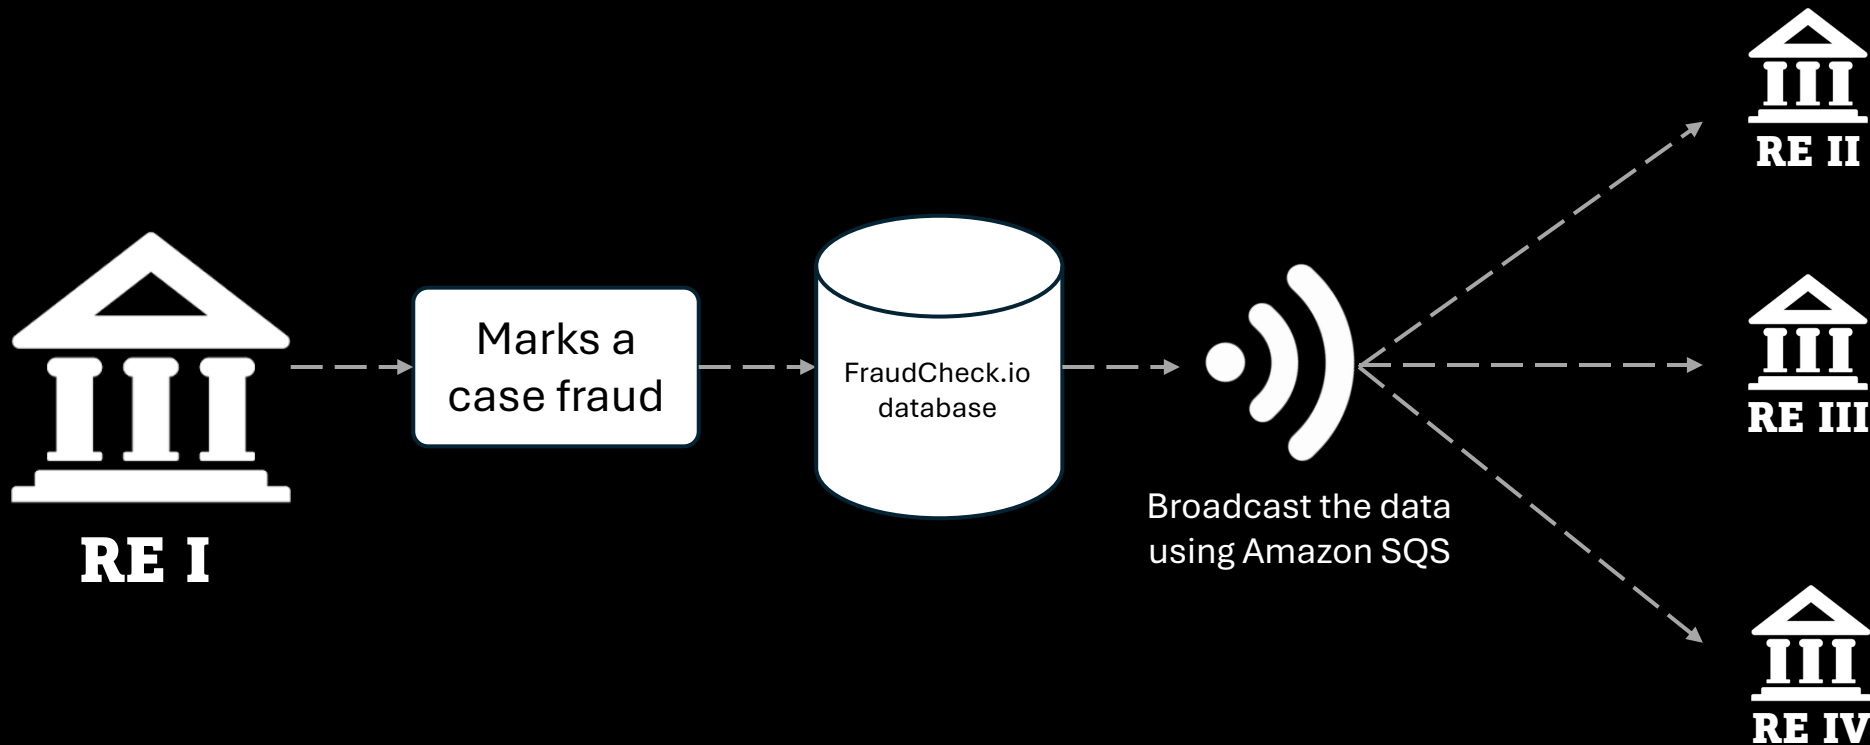 RE I
Marks a
case fraud
FraudCheck.io
database
Broadcast the data
using Amazon SQS
RE II
RE III
RE IV